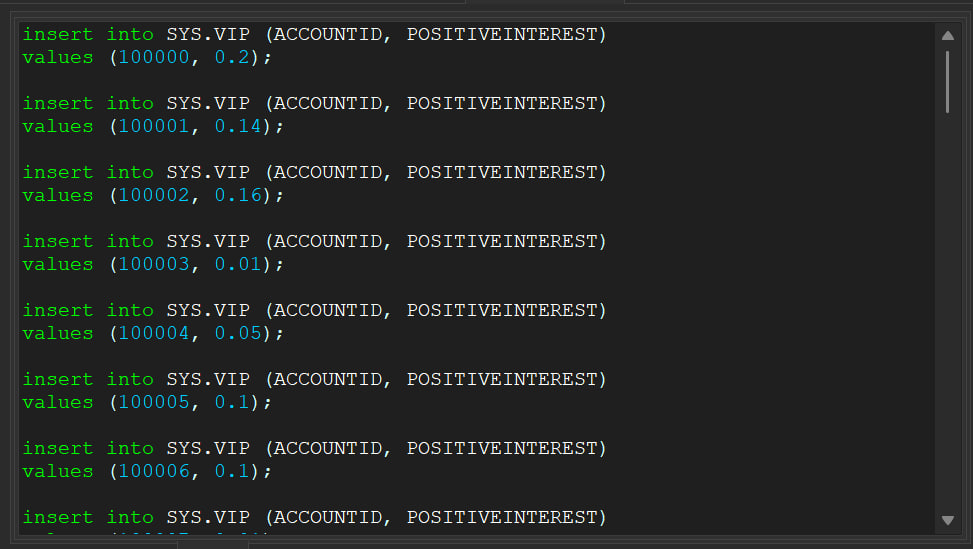 insert into SYS.VIP (ACCOUNTID, POSITIVEINTEREST)
values (100000, 0.2);
insert into SYS.VIP (ACCOUNTID, POSITIVEINTEREST)
values (100001, 0.14);
insert into SYS.VIP (ACCOUNTID, POSITIVEINTEREST)
values (100002, 0.16);
insert into SYS.VIP (ACCOUNTID, POSITIVEINTEREST)
values (100003, 0.01);
insert into SYS.VIP (ACCOUNTID, POSITIVEINTEREST)
values (100004, 0.05);
insert into SYS.VIP (ACCOUNTID, POSITIVEINTEREST)
values (100005, 0.1);
insert into SYS.VIP (ACCOUNTID, POSITIVEINTEREST)
values (100006, 0.1);
insert into SYS.VIP (ACCOUNTID, POSITIVEINTEREST)